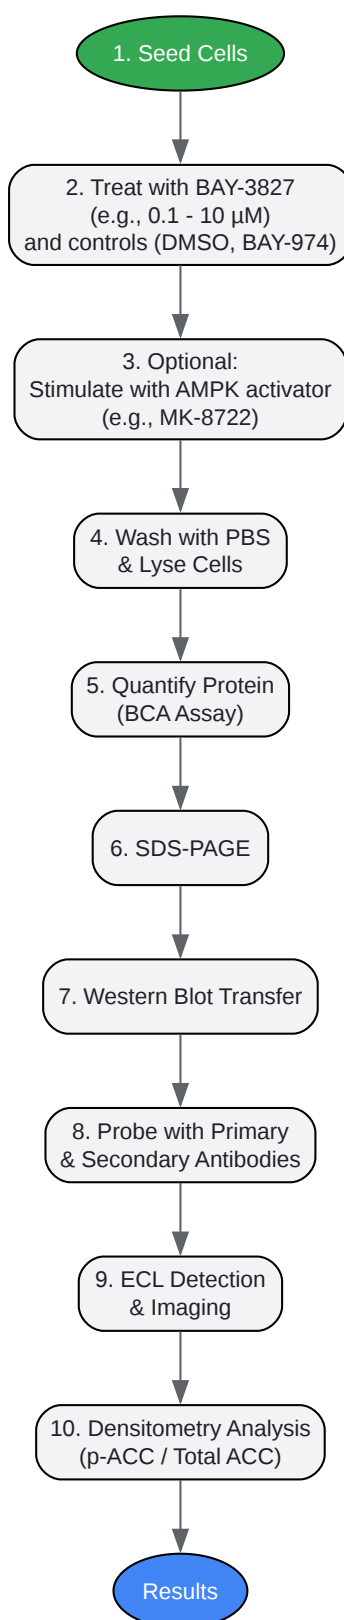 1. Seed Cells
2. Treat with BAY-3827
(e.g., 0.1 - 10 µM)
and controls (DMSO, BAY-974)
3. Optional:
Stimulate with AMPK activator
(e.g., MK-8722)
4. Wash with PBS
& Lyse Cells
5. Quantify Protein
(BCA Assay)
6. SDS-PAGE
7. Western Blot Transfer
8. Probe with Primary
& Secondary Antibodies
9. ECL Detection
& Imaging
10. Densitometry Analysis
(p-ACC / Total ACC)
Results